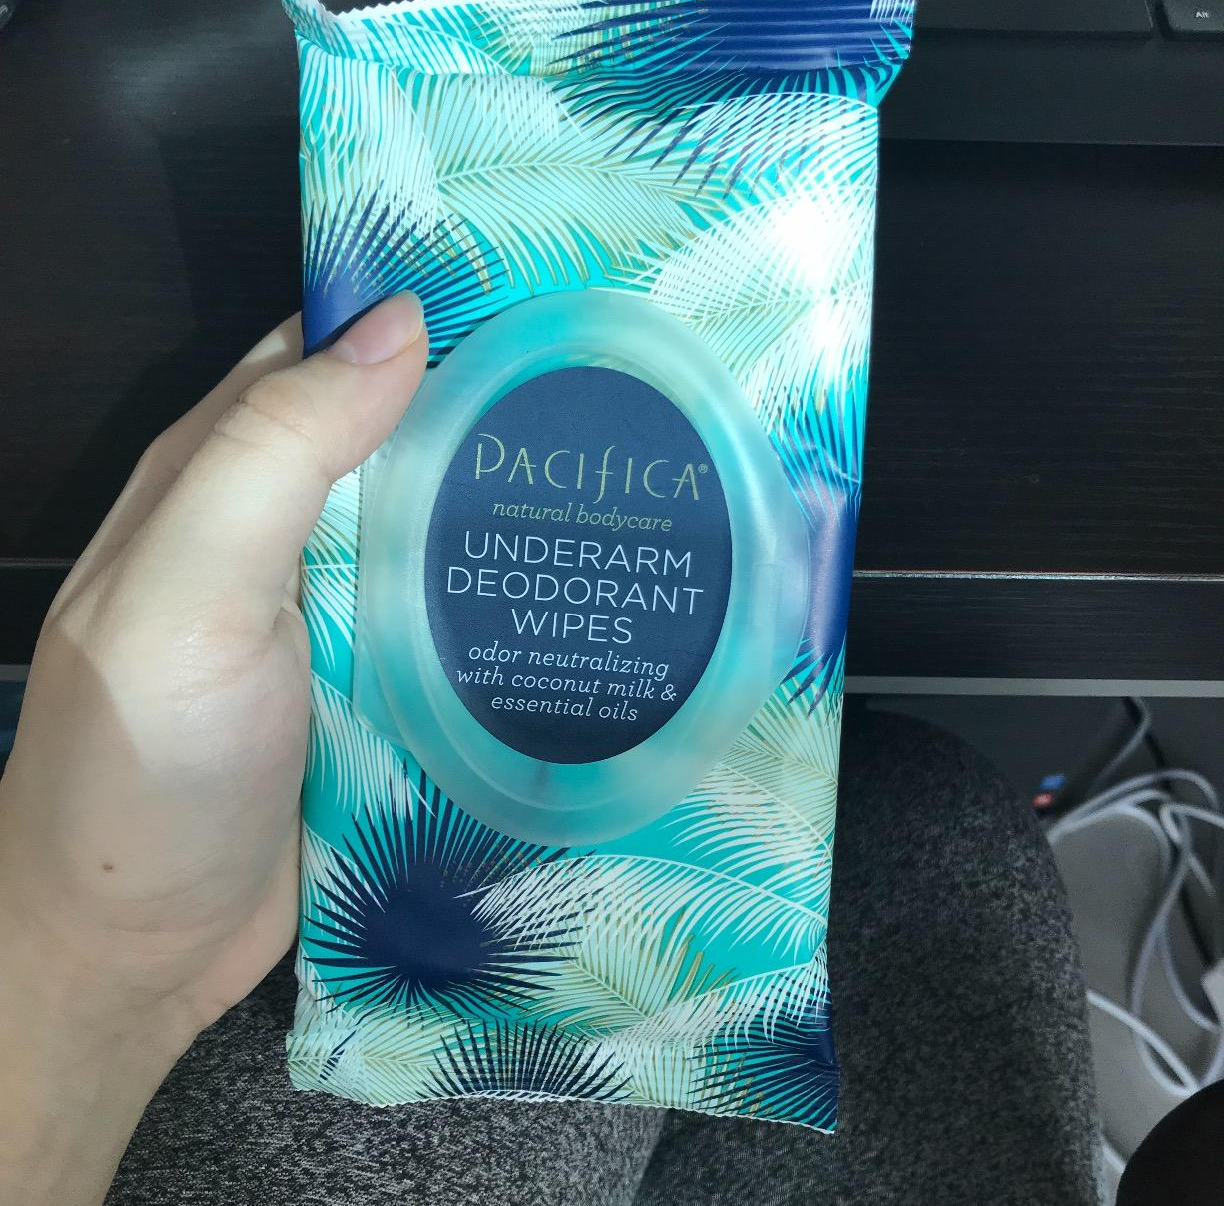 PACIFICA®
natural bodycare
UNDERARM
DEODORANT
WIPES
odor neutralizing
with coconut milk &
essential oils